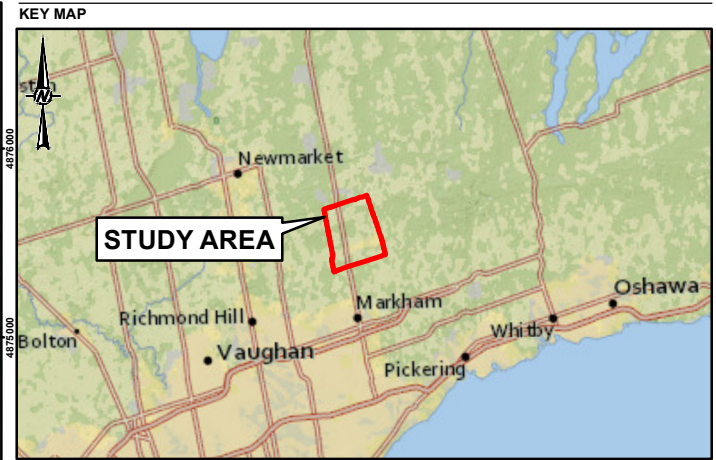 KEY MAP
N
Newmarket
4876000
STUDY AREA
Markham
Oshawa
Richmond Hill
Whitby
Bolton
Vaughan
4875000
Pickering